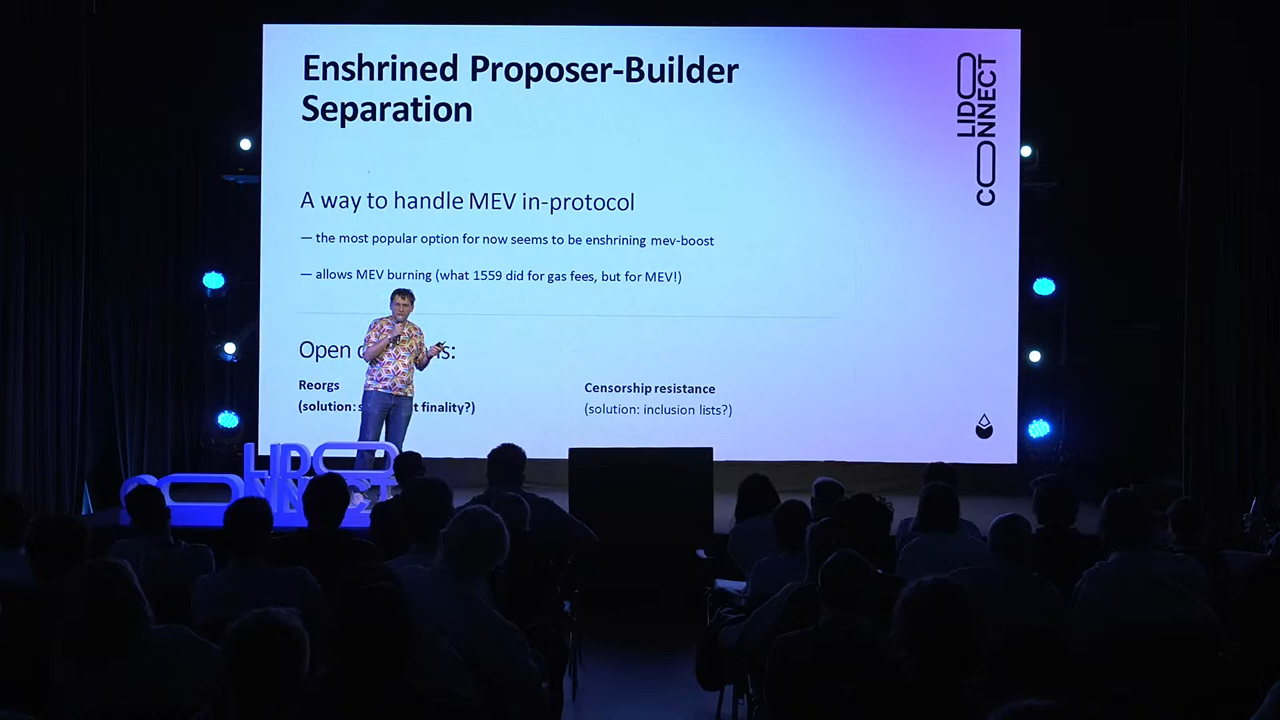 Enshrined Proposer-Builder
Separation
LIDO
CONNECT
A way to handle MEV in-protocol
— the most popular option for now seems to be enshrining mev-boost
— allows MEV burning (what 1559 did for gas fees, but for MEV!)
Open
Reorgs
(solution: finality?)
Censorship resistance
(solution: inclusion lists?)
LIDO
CONNECT